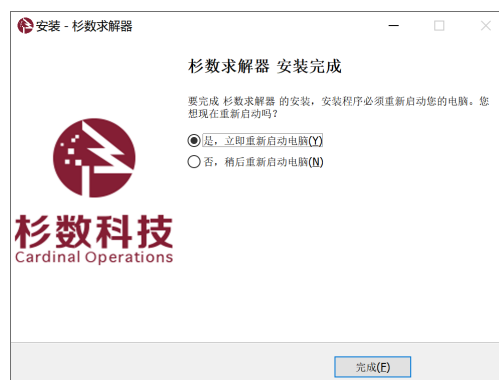 安装 - 杉数求解器
杉数求解器 安装完成
要完成 杉数求解器 的安装，安装程序必须重新启动您的电脑。您
想现在重新启动吗？
是，立即重新启动电脑(Y)
否，稍后重新启动电脑(N)
杉数科技
Cardinal Operations
完成(F)